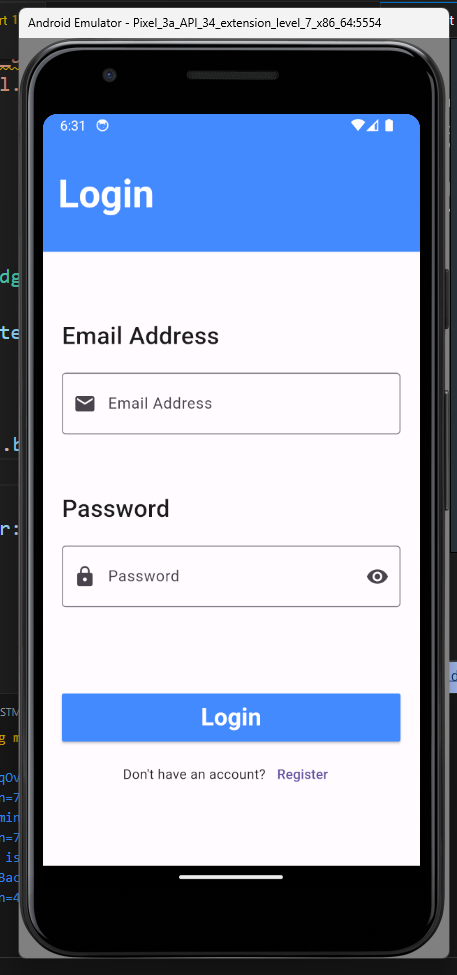 Android Emulator - Pixel_3a_API_34_extension_level_7_x86_64:5554
6:31
Login
Email Address
Email Address
Password
Password
Login
Don't have an account? Register